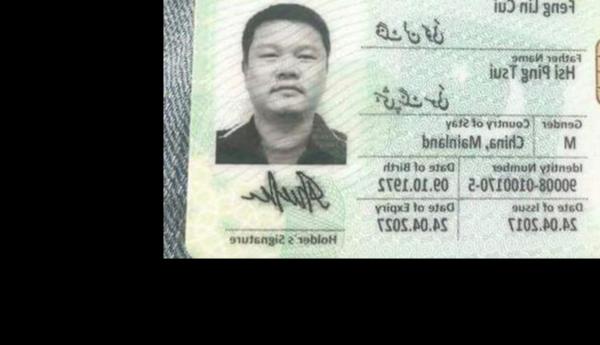 Feng Lin Cui
Father Name
Hsi Ping Tsui
Gender Country of Stay
M China, Mainland
Identity Number Date of Birth
90008-0100170-5 09.10.1972
Date of Issue Date of Expiry
24.04.2017 24.04.2027
Holder's Signature